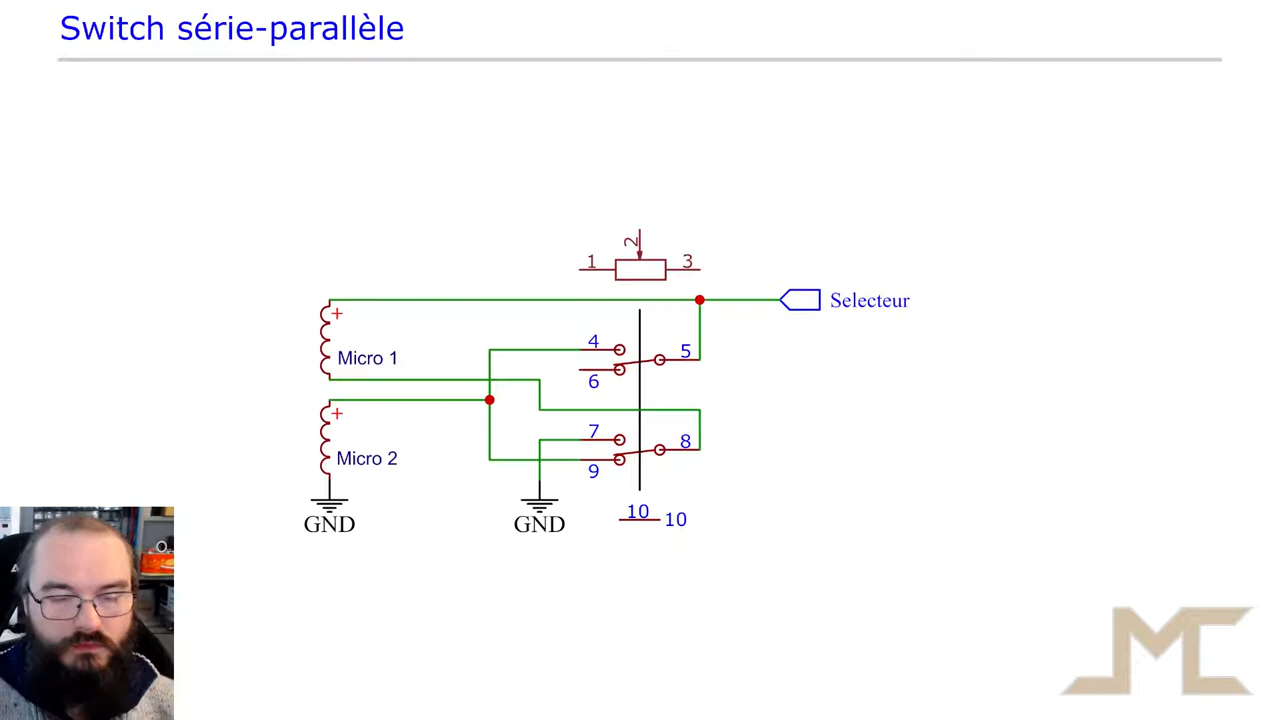 Switch série-parallèle
2
1
3
+
Selecteur
4
5
Micro 1
6
+
7
8
Micro 2
9
GND
GND
10
10
MC